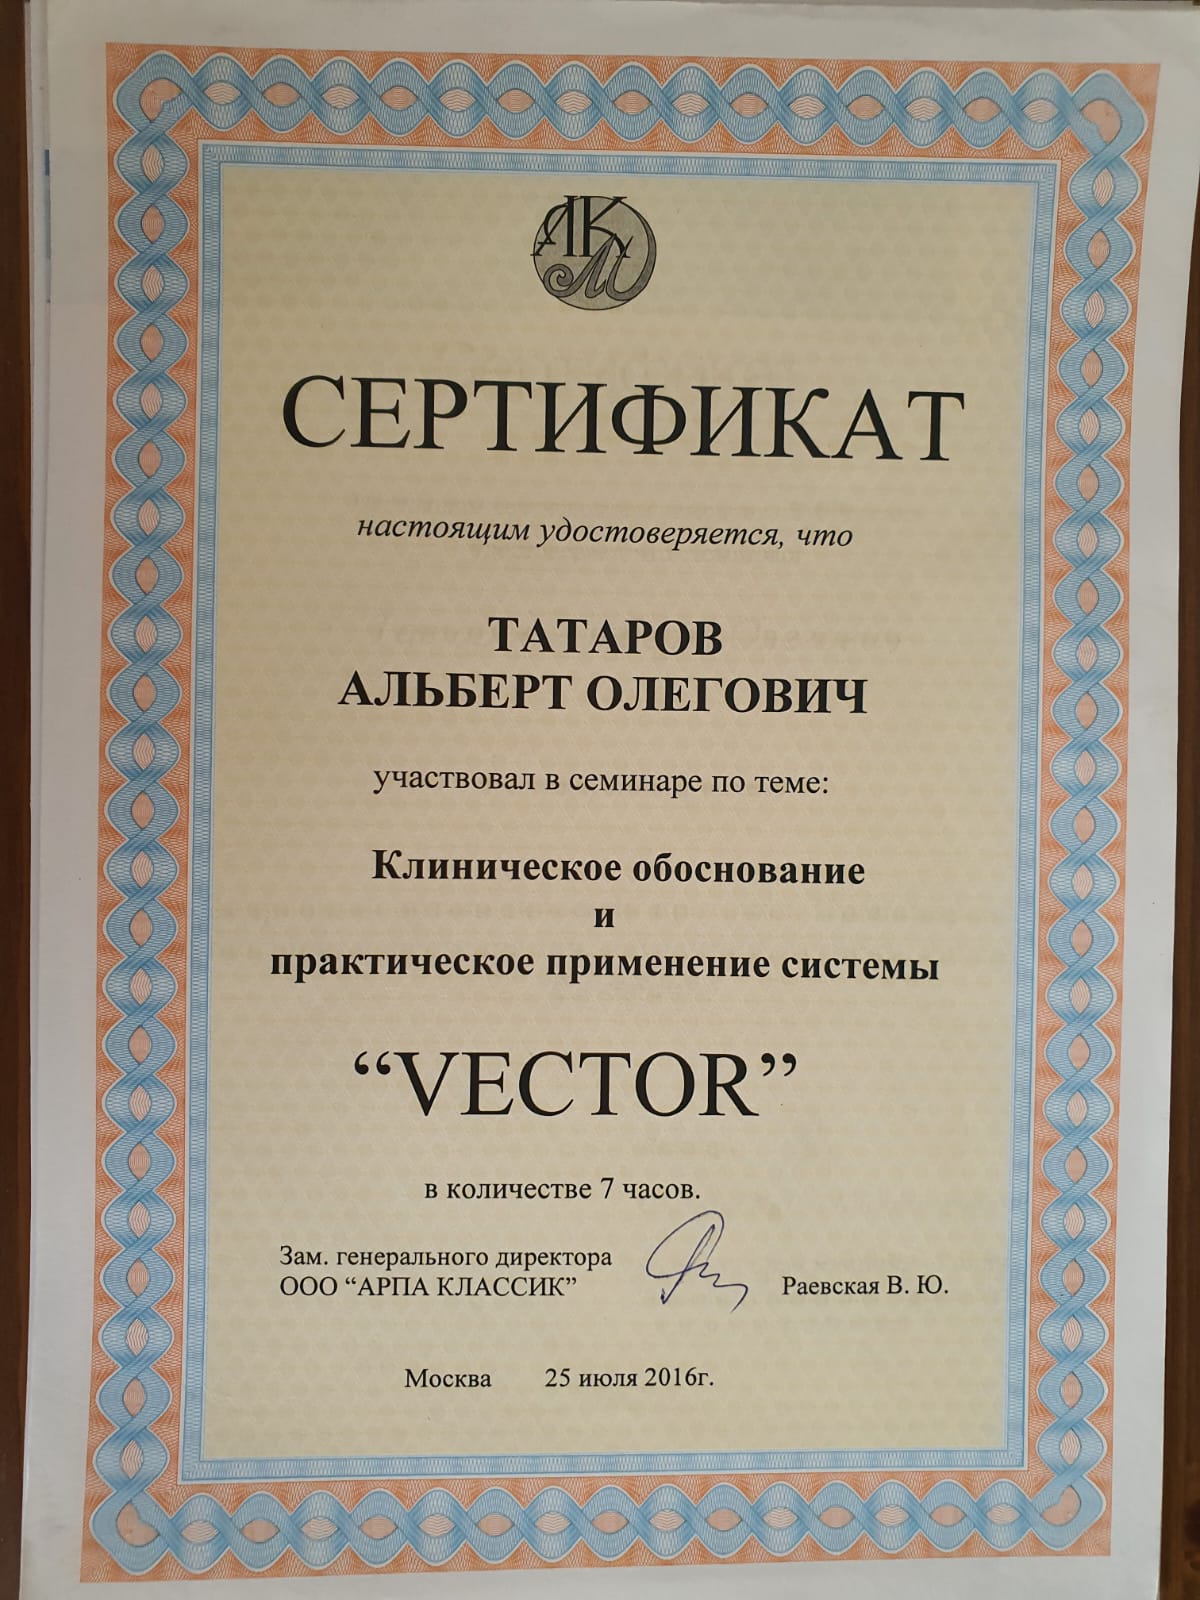 АКМ
СЕРТИФИКАТ
настоящим удостоверяется, что
ТАТАРОВ
АЛЬБЕРТ ОЛЕГОВИЧ
участвовал в семинаре по теме:
Клиническое обоснование
и
практическое применение системы
“VECTOR”
в количестве 7 часов.
Зам. генерального директора
ООО “АРПА КЛАССИК” Раевская В. Ю.
Москва 25 июля 2016г.